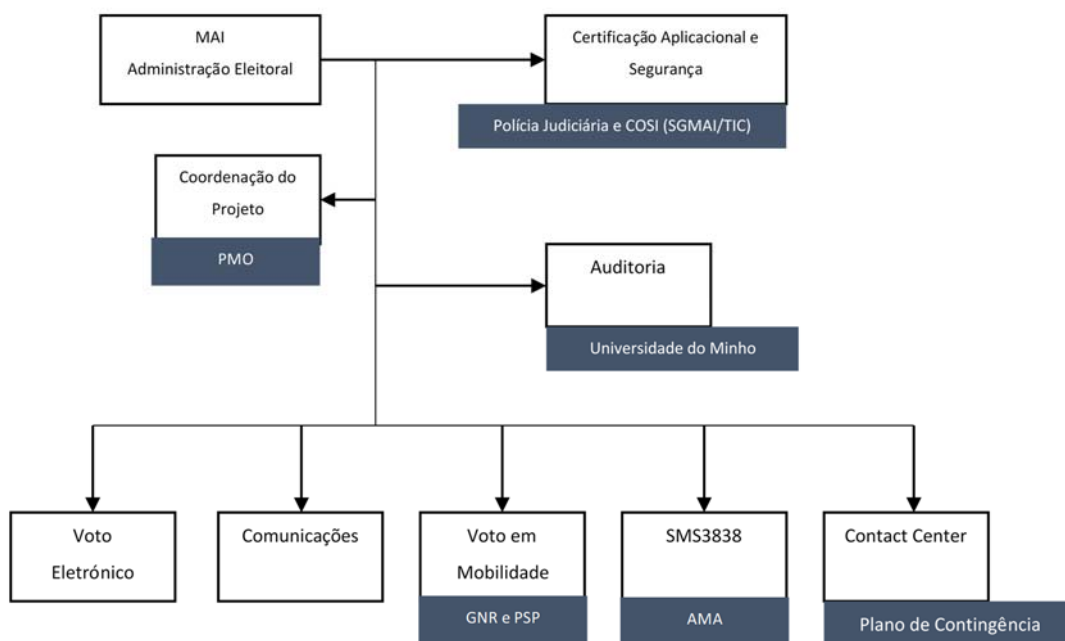 MAI
Administração Eleitoral
Certificação Aplicacional e
Segurança
Polícia Judiciária e COSI (SGMAI/TIC)
Coordenação do
Projeto
PMO
Auditoria
Universidade do Minho
Voto
Eletrónico
Comunicações
Voto em
Mobilidade
GNR e PSP
SMS3838
AMA
Contact Center
Plano de Contingência